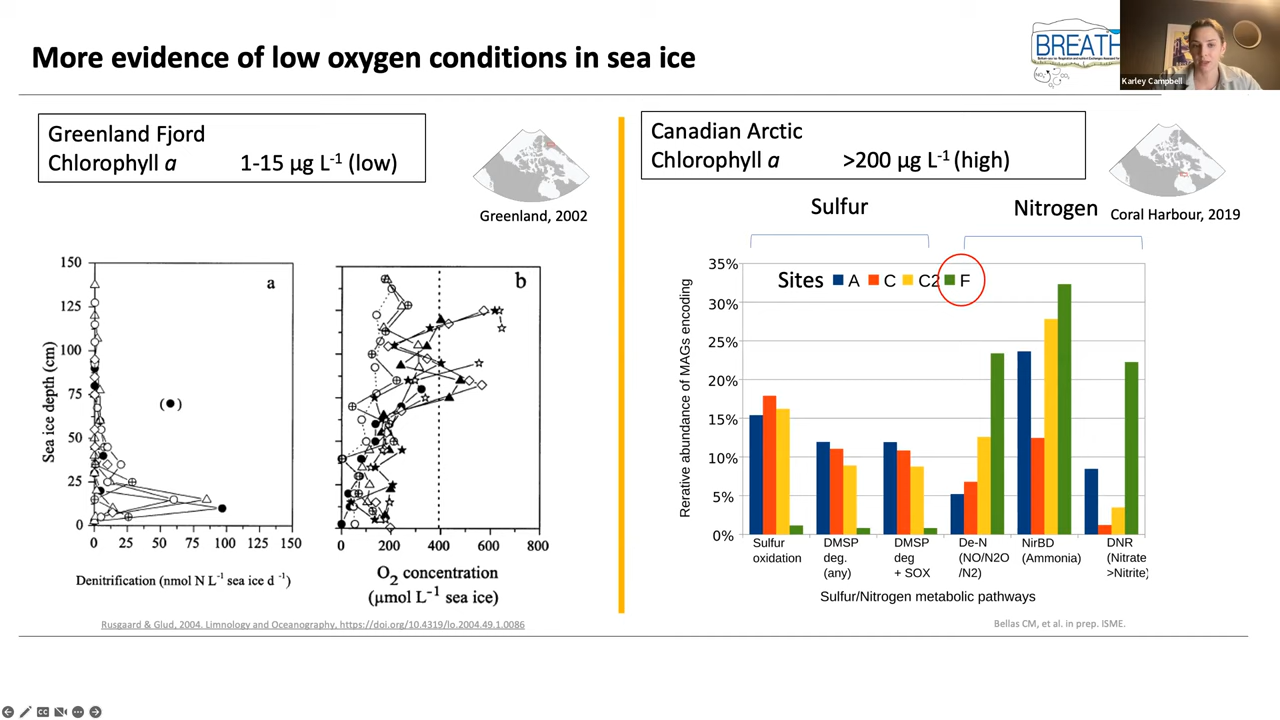 More evidence of low oxygen conditions in sea ice
BREATH
Karley Campbell
Greenland Fjord
Chlorophyll a 1-15 µg L-1 (low)
Greenland, 2002
Canadian Arctic
Chlorophyll a >200 µg L-1 (high)
Coral Harbour, 2019
Sulfur
Nitrogen
150
125
100
75
50
25
0
Sea ice depth (cm)
a
0 25 50 75 100 125 150
Denitrification (nmol N L-1 sea ice d-1)
b
0 200 400 600 800
O2 concentration
(µmol L-1 sea ice)
Sites A C C2 F
35%
30%
25%
20%
15%
10%
5%
0%
Rerative abundance of MAGs encoding
Sulfur
oxidation
DMSP
deg.
(any)
DMSP
deg
+ SOX
De-N
(NO/N2O
/N2)
NirBD
(Ammonia)
DNR
(Nitrate
>Nitrite)
Sulfur/Nitrogen metabolic pathways
Rusgaard & Glud, 2004. Limnology and Oceanography, https://doi.org/10.4319/lo.2004.49.1.0086
Bellas CM, et al. in prep. ISME.